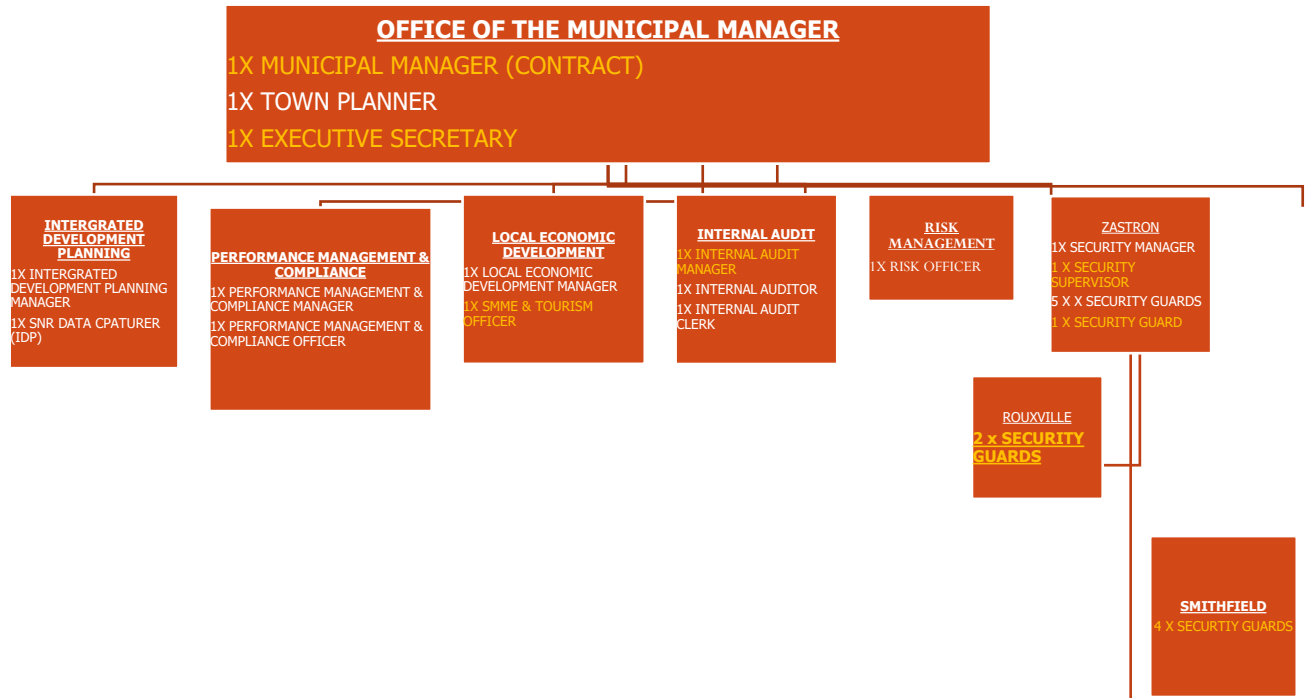 OFFICE OF THE MUNICIPAL MANAGER
1X MUNICIPAL MANAGER (CONTRACT)
1X TOWN PLANNER
1X EXECUTIVE SECRETARY
INTERGRATED
DEVELOPMENT
PLANNING
1X INTERGRATED
DEVELOPMENT PLANNING
MANAGER
1X SNR DATA CPATURER
(IDP)
PERFORMANCE MANAGEMENT &
COMPLIANCE
1X PERFORMANCE MANAGEMENT &
COMPLIANCE MANAGER
1X PERFORMANCE MANAGEMENT &
COMPLIANCE OFFICER
LOCAL ECONOMIC
DEVELOPMENT
1X LOCAL ECONOMIC
DEVELOPMENT MANAGER
1X SMME & TOURISM
OFFICER
INTERNAL AUDIT
1X INTERNAL AUDIT
MANAGER
1X INTERNAL AUDITOR
1X INTERNAL AUDIT
CLERK
RISK
MANAGEMENT
1X RISK OFFICER
ZASTRON
1X SECURITY MANAGER
1 X SECURITY
SUPERVISOR
5 X X SECURITY GUARDS
1 X SECURITY GUARD
ROUXVILLE
2 x SECURITY
GUARDS
SMITHFIELD
4 X SECURTIY GUARDS